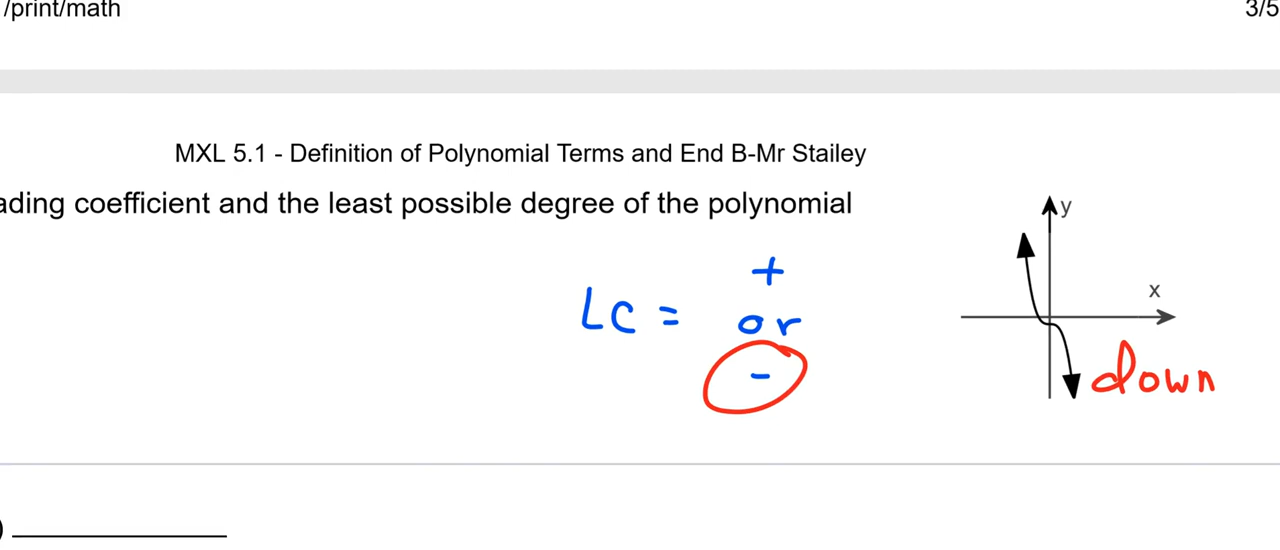 /print/math
3/5
MXL 5.1 - Definition of Polynomial Terms and End B-Mr Stailey
ading coefficient and the least possible degree of the polynomial
y
x
+
LC = or
-
down
)